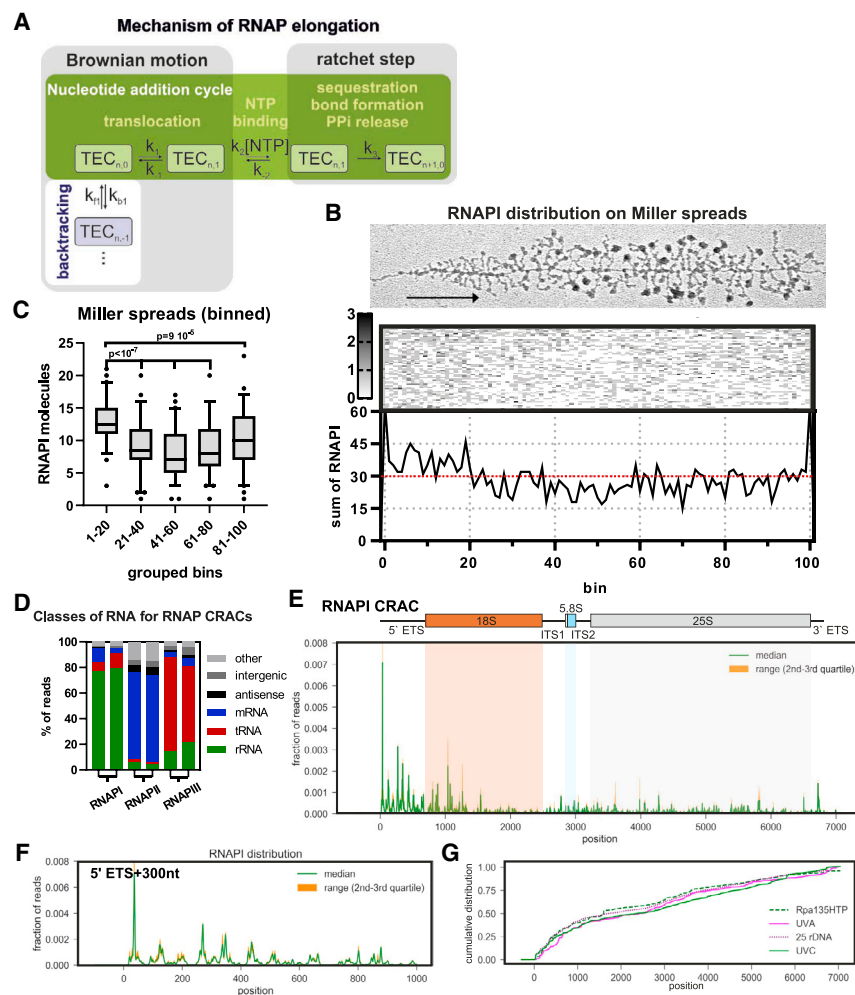 A
Mechanism of RNAP elongation
Brownian motion
ratchet step
Nucleotide addition cycle
translocation
NTP
binding
sequestration
bond formation
PPi release
TECn,0
k1
k-1
TECn,1
k2[NTP]
k-2
TECn,1
k3
TECn+1,0
backtracking
kf1
kb1
TECn,-1
...
B
RNAPI distribution on Miller spreads
3
2
1
0
sum of RNAPI
60
45
30
15
0
0 20 40 60 80 100
bin
C
Miller spreads (binned)
p=9 10-5
p<10-7
RNAPI molecules
25
20
15
10
5
0
1-20 21-40 41-60 61-80 81-100
grouped bins
D
Classes of RNA for RNAP CRACs
% of reads
100
80
60
40
20
0
RNAPI RNAPII RNAPIII
other
intergenic
antisense
mRNA
tRNA
rRNA
E
RNAPI CRAC
5` ETS
18S
ITS1
5.8S
ITS2
25S
3` ETS
fraction of reads
0.008
0.007
0.006
0.005
0.004
0.003
0.002
0.001
0.000
median
range (2nd-3rd quartile)
0 1000 2000 3000 4000 5000 6000 7000
position
F
RNAPI distribution
5' ETS+300nt
fraction of reads
0.008
0.006
0.004
0.002
0.000
median
range (2nd-3rd quartile)
0 200 400 600 800 1000
position
G
cumulative distribution
1.00
0.75
0.50
0.25
0.00
Rpa135HTP
UVA
25 rDNA
UVC
0 1000 2000 3000 4000 5000 6000 7000
position